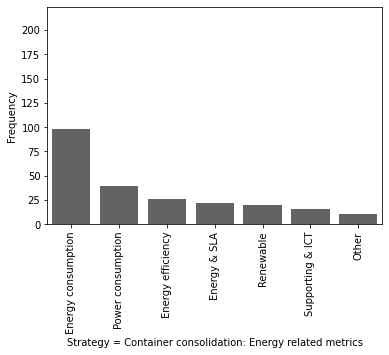 200
175
150
125
100
75
50
25
0
Frequency
Energy consumption
Power consumption
Energy efficiency
Energy & SLA
Renewable
Supporting & ICT
Other
Strategy = Container consolidation: Energy related metrics